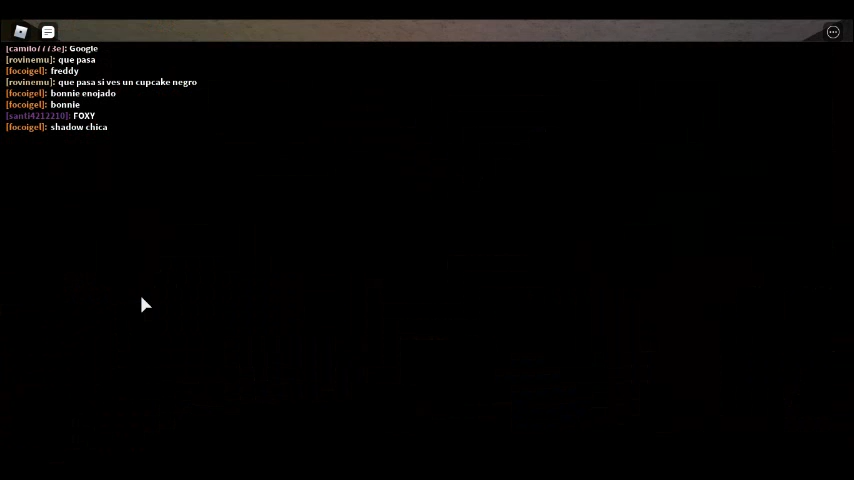 [camilo7773e]: Google
[rovinemu]: que pasa
[focoigel]: freddy
[rovinemu]: que pasa si ves un cupcake negro
[focoigel]: bonnie enojado
[focoigel]: bonnie
[santi4212210]: FOXY
[focoigel]: shadow chica